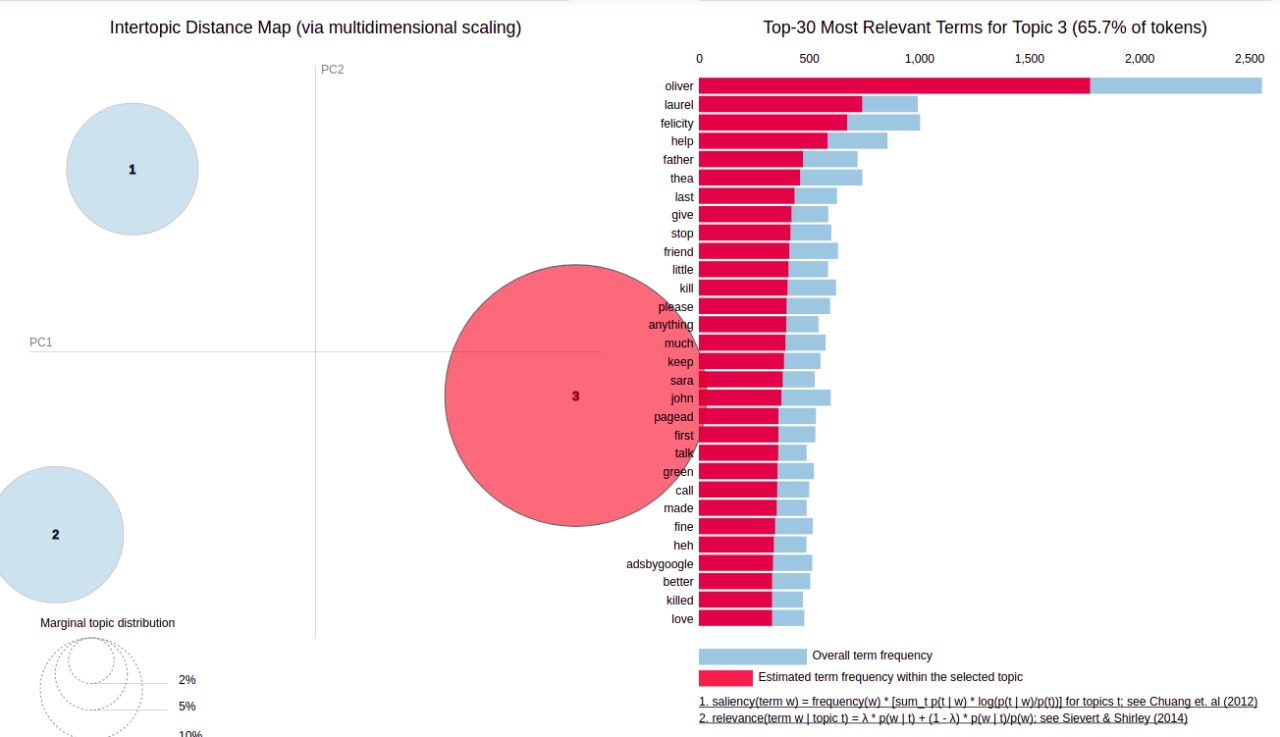 Intertopic Distance Map (via multidimensional scaling)
PC2
PC1
1
2
3
Marginal topic distribution
2%
5%
10%
Top-30 Most Relevant Terms for Topic 3 (65.7% of tokens)
0 500 1,000 1,500 2,000 2,500
oliver
laurel
felicity
help
father
thea
last
give
stop
friend
little
kill
please
anything
much
keep
sara
john
pagead
first
talk
green
call
made
fine
heh
adsbygoogle
better
killed
love
Overall term frequency
Estimated term frequency within the selected topic
1. saliency(term w) = frequency(w) * [sum_t p(t | w) * log(p(t | w)/p(t))] for topics t; see Chuang et. al (2012)
2. relevance(term w | topic t) = λ * p(w | t) + (1 - λ) * p(w | t)/p(w); see Sievert & Shirley (2014)